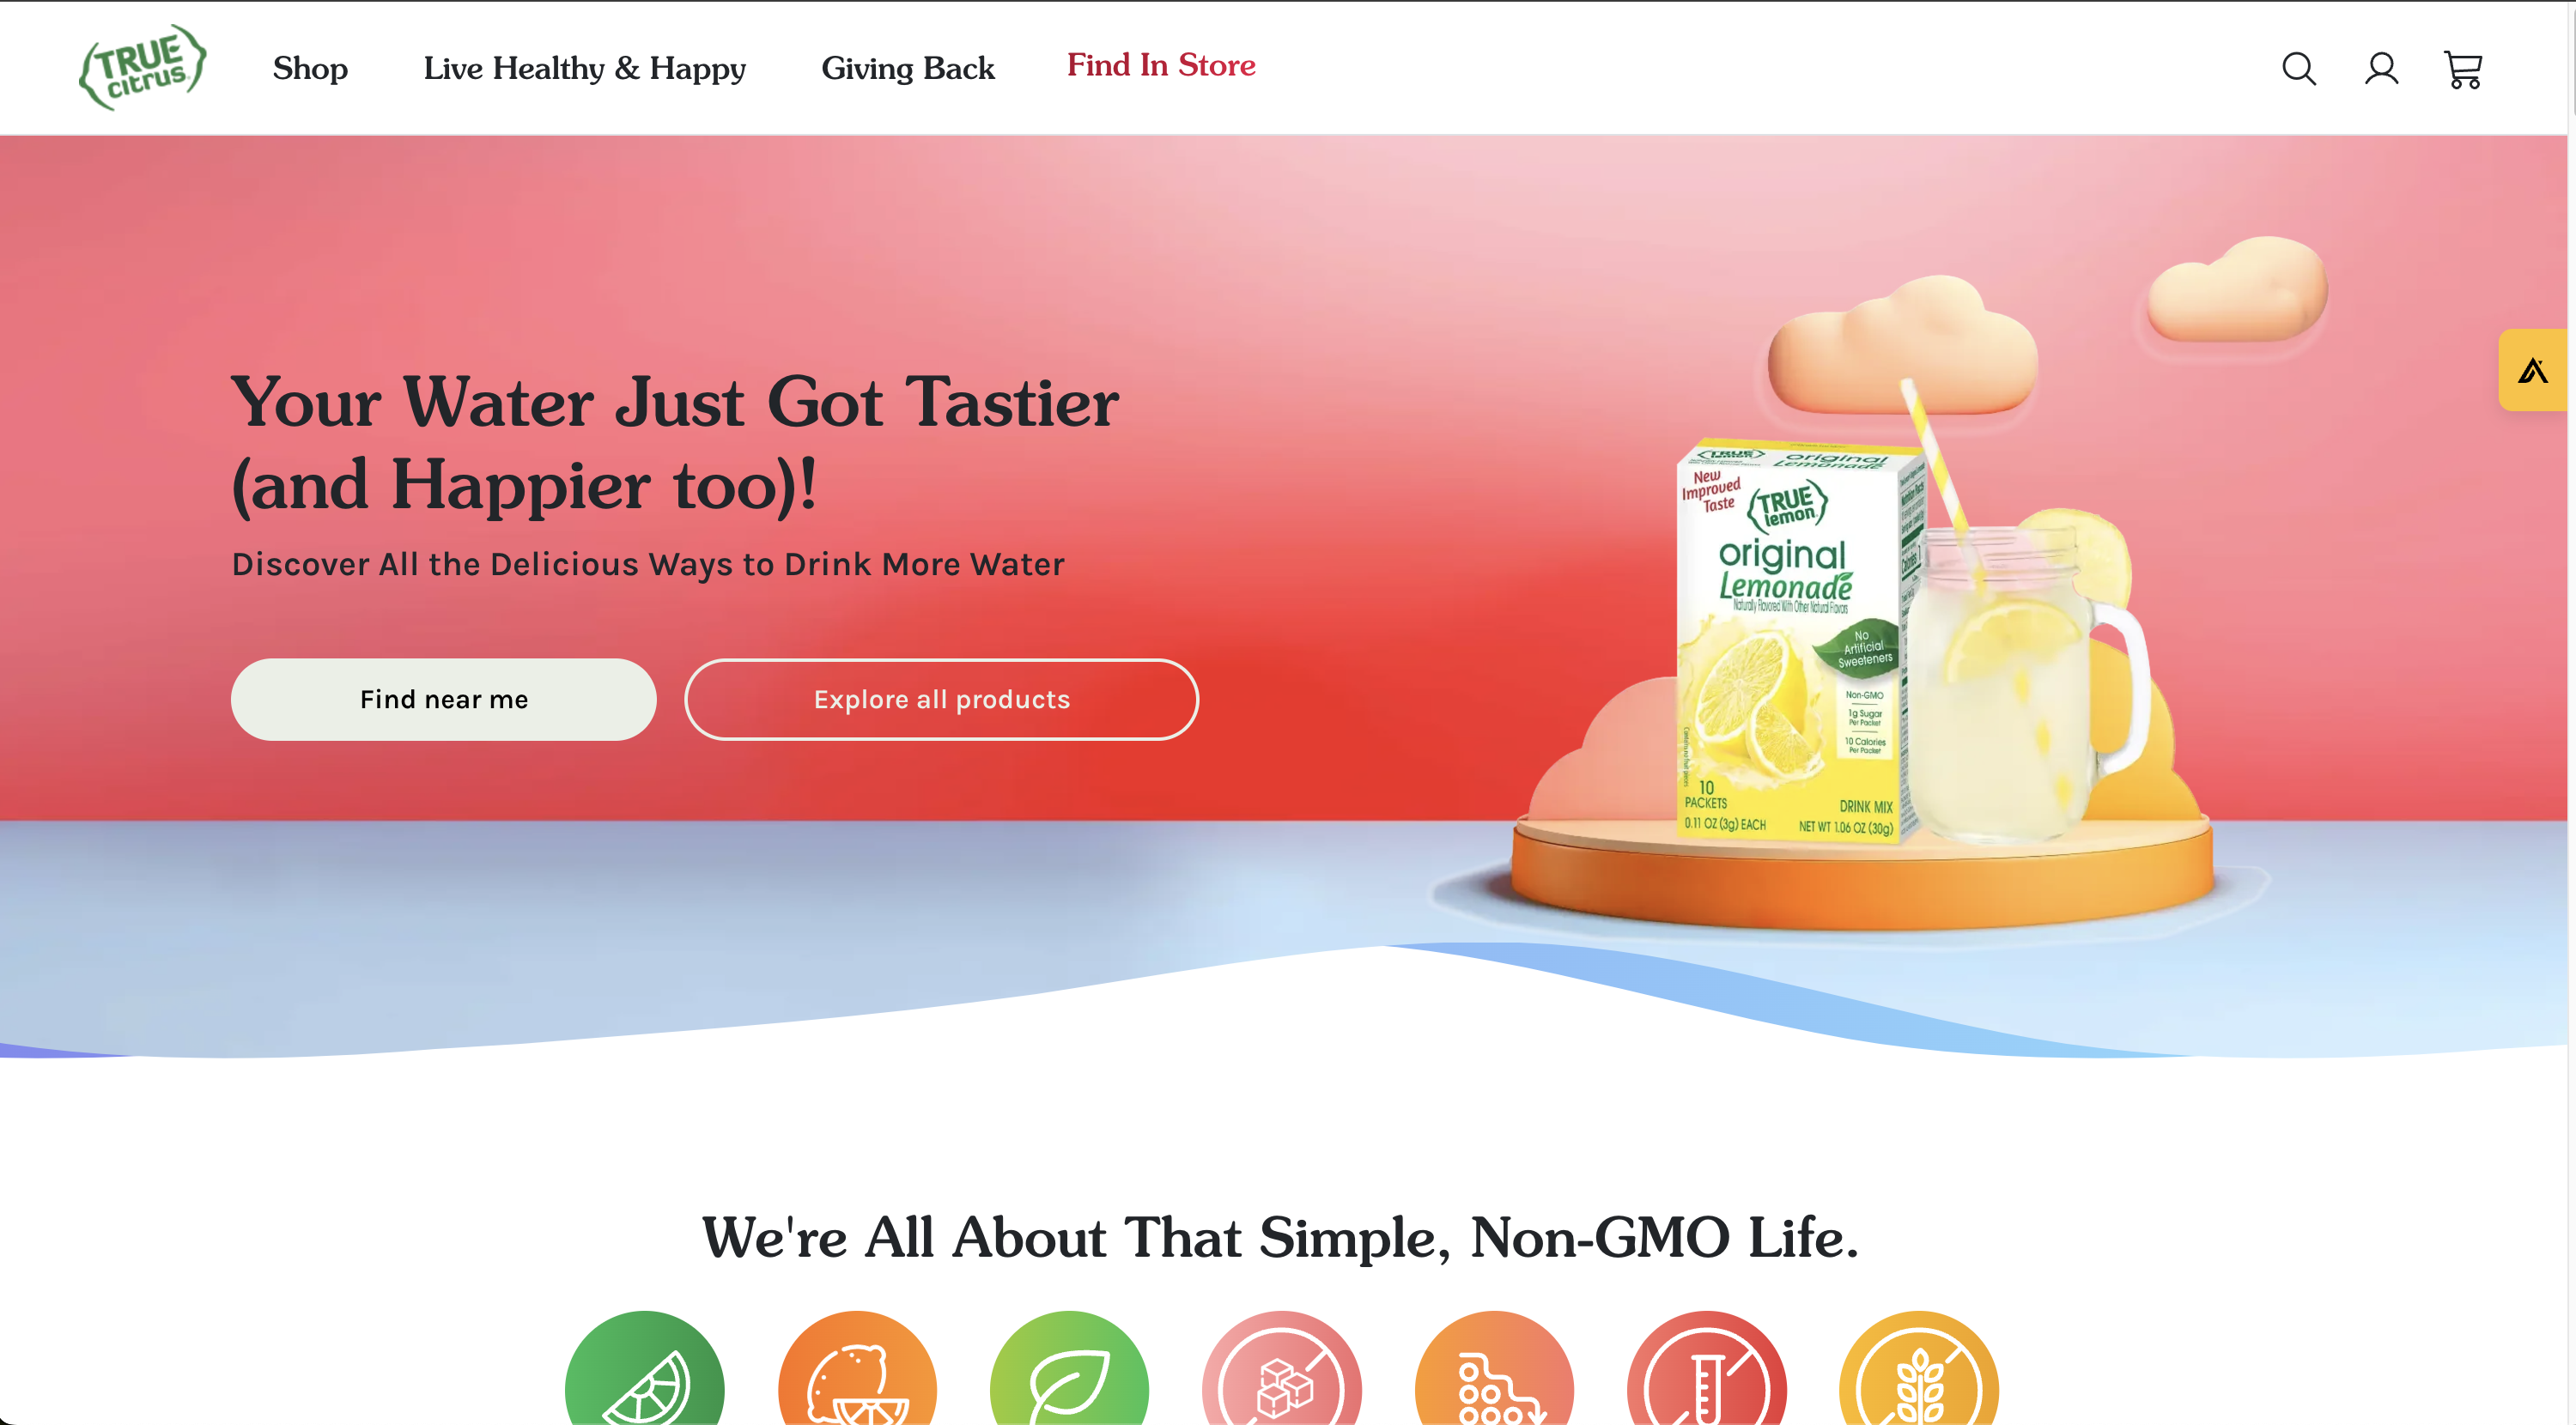 TRUE
citrus
Shop
Live Healthy & Happy
Giving Back
Find In Store
Your Water Just Got Tastier
(and Happier too)!
Discover All the Delicious Ways to Drink More Water
Find near me
Explore all products
TRUE
lemon
original
Lemonade
New
Improved
Taste
TRUE
lemon
original
Lemonade
Naturally Flavored With Other Natural Flavors
No
Artificial
Sweeteners
Non-GMO
1g Sugar
Per Packet
10 Calories
Per Packet
10
PACKETS
0.11 OZ (3g) EACH
DRINK MIX
NET WT 1.06 OZ (30g)
We're All About That Simple, Non-GMO Life.